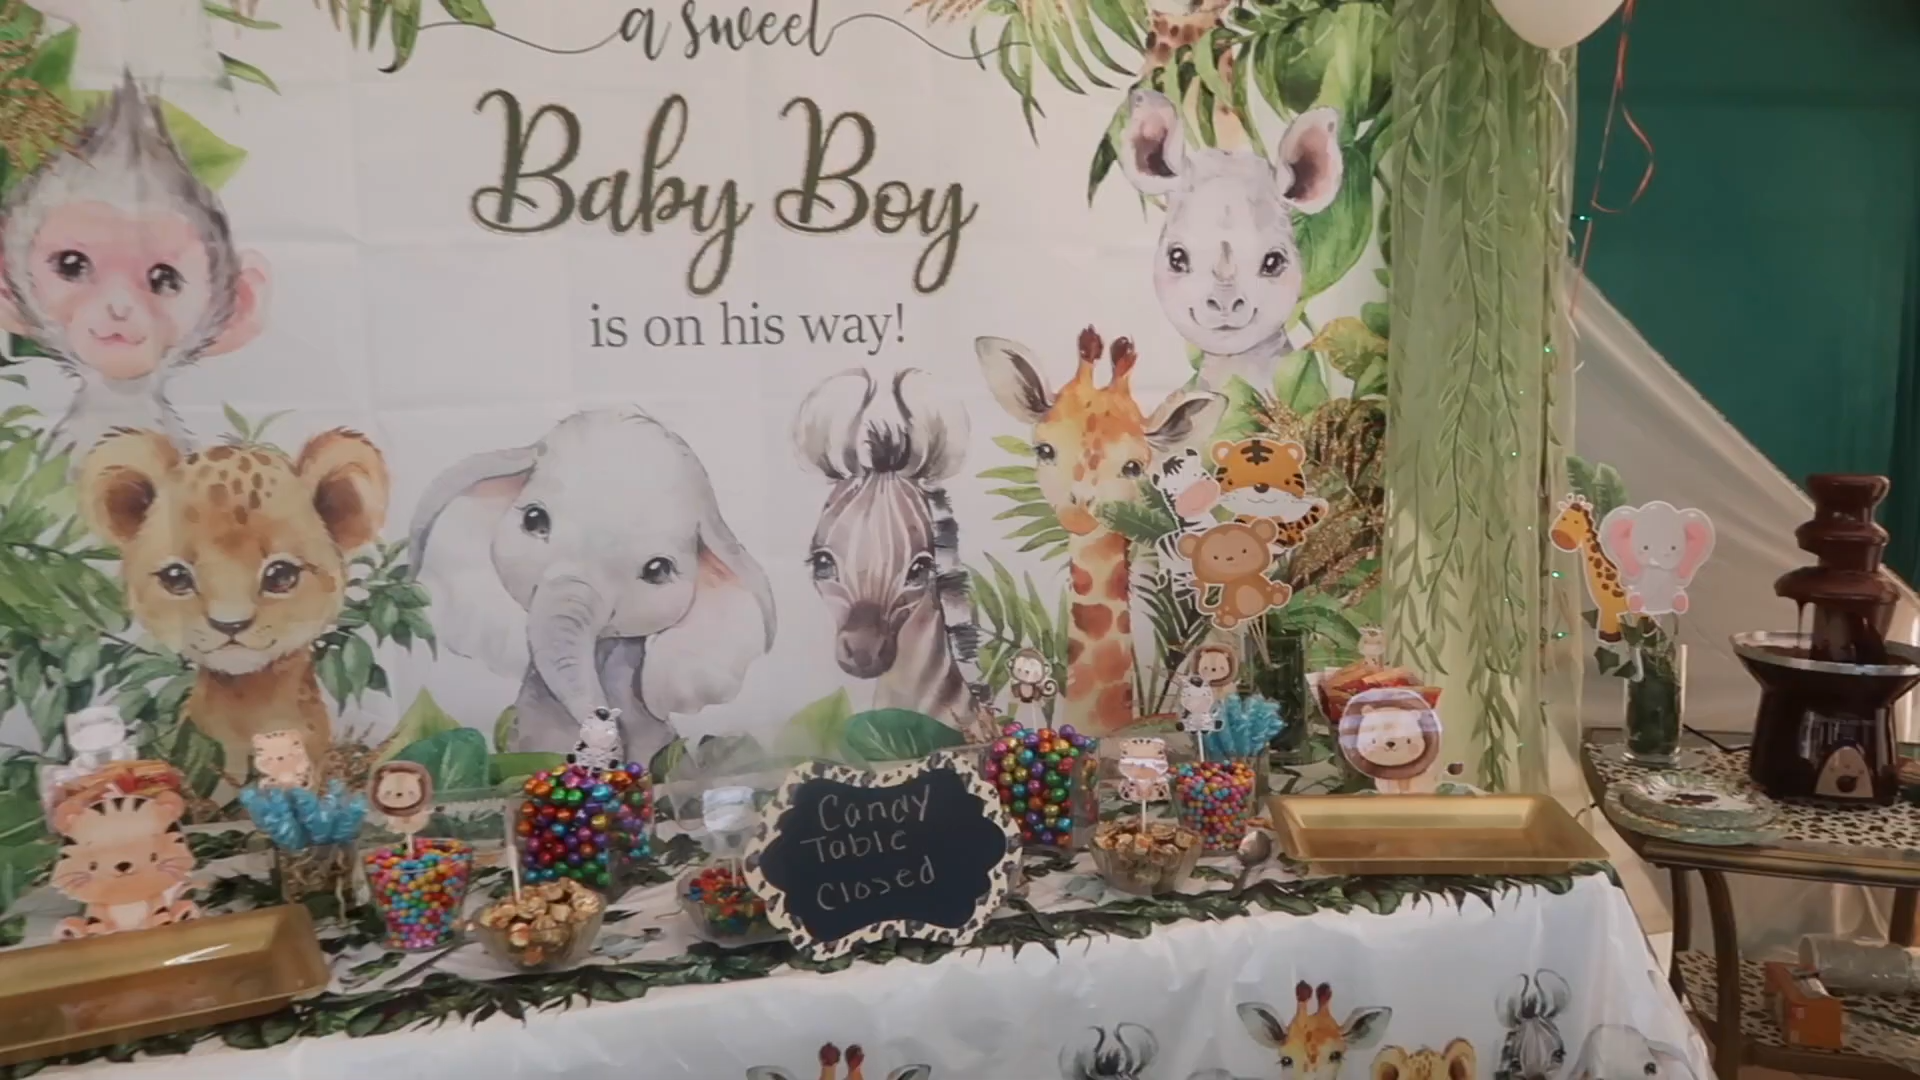 a sweet
Baby Boy
is on his way!
Candy
Table
Closed